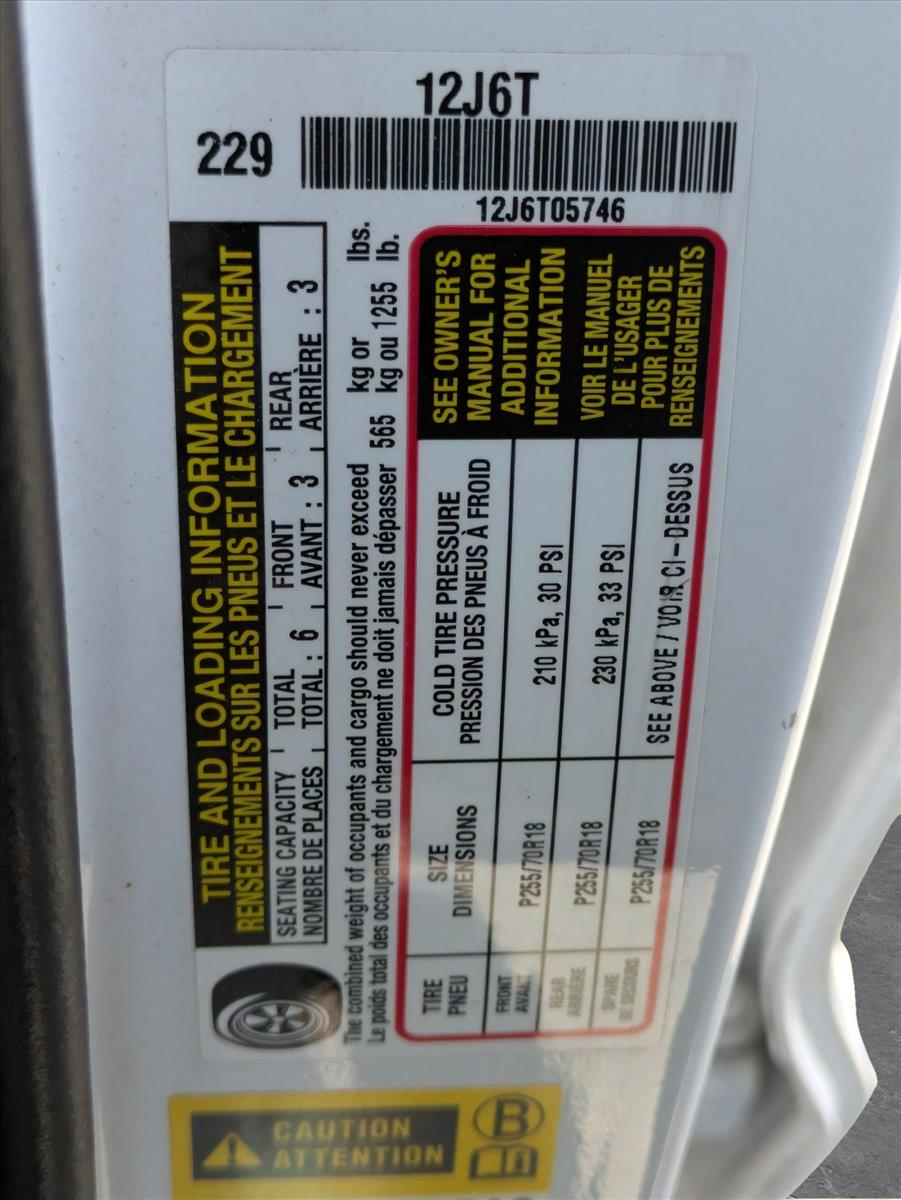 12J6T
229
12J6T05746
TIRE AND LOADING INFORMATION
RENSEIGNEMENTS SUR LES PNEUS ET LE CHARGEMENT
SEATING CAPACITY TOTAL FRONT REAR
NOMBRE DE PLACES TOTAL : 6 AVANT : 3 ARRIÈRE : 3
The combined weight of occupants and cargo should never exceed kg or lbs.
Le poids total des occupants et du chargement ne doit jamais dépasser 565 kg ou 1255 lb.
TIRE SIZE COLD TIRE PRESSURE
PNEU DIMENSIONS PRESSION DES PNEUS À FROID
FRONT
AVANT P255/70R18 210 kPa, 30 PSI
REAR
ARRIÈRE P255/70R18 230 kPa, 33 PSI
SPARE
DE SECOURS P255/70R18 SEE ABOVE / VOIR CI-DESSUS
SEE OWNER'S
MANUAL FOR
ADDITIONAL
INFORMATION
VOIR LE MANUEL
DE L'USAGER
POUR PLUS DE
RENSEIGNEMENTS
CAUTION
ATTENTION
B